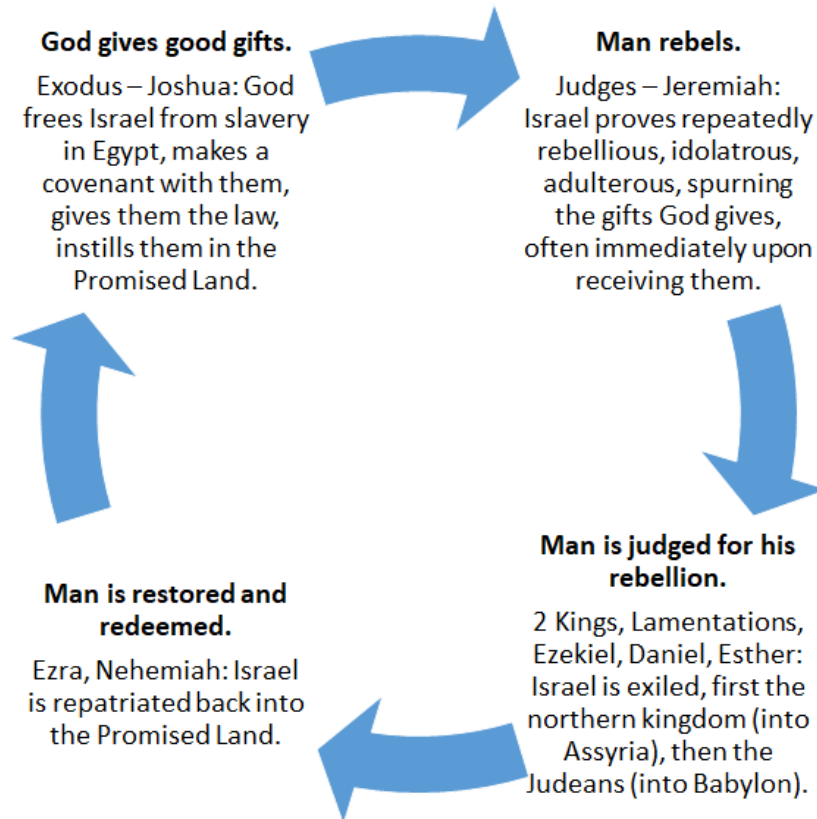 God gives good gifts.
Exodus – Joshua: God
frees Israel from slavery
in Egypt, makes a
covenant with them,
gives them the law,
instills them in the
Promised Land.
Man rebels.
Judges – Jeremiah:
Israel proves repeatedly
rebellious, idolatrous,
adulterous, spurning
the gifts God gives,
often immediately upon
receiving them.
Man is judged for his
rebellion.
2 Kings, Lamentations,
Ezekiel, Daniel, Esther:
Israel is exiled, first the
northern kingdom (into
Assyria), then the
Judeans (into Babylon).
Man is restored and
redeemed.
Ezra, Nehemiah: Israel
is repatriated back into
the Promised Land.